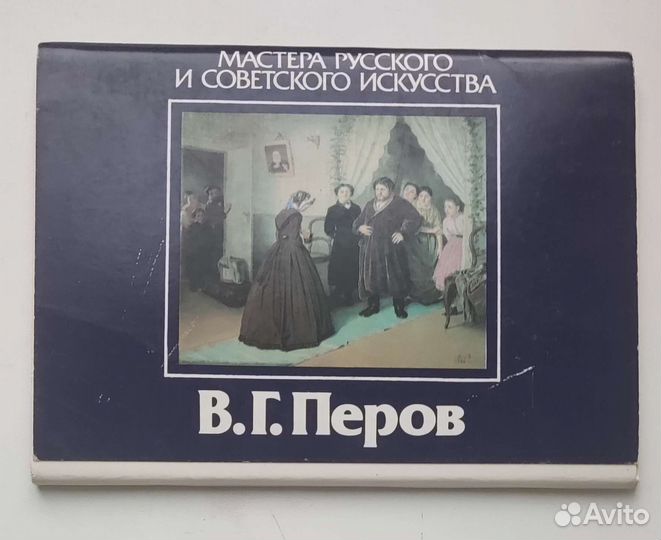 МАСТЕРА РУССКОГО
И СОВЕТСКОГО ИСКУССТВА
В.Г.Перов
Avito